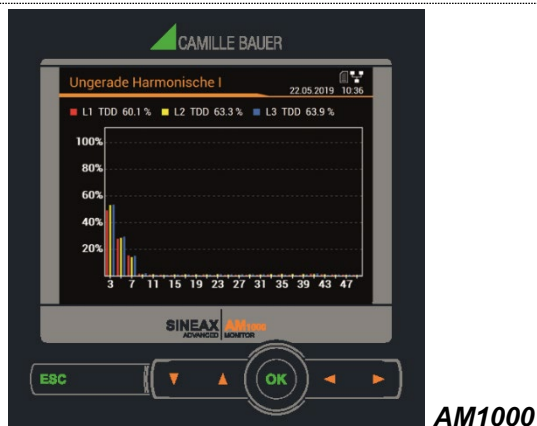 CAMILLE BAUER
Ungerade Harmonische I
22.05.2019 10:36
L1 TDD 60.1 % L2 TDD 63.3 % L3 TDD 63.9 %
100%
80%
60%
40%
20%
3 7 11 15 19 23 27 31 35 39 43 47
SINEAX AM1000
ADVANCED MONITOR
ESC OK
AM1000